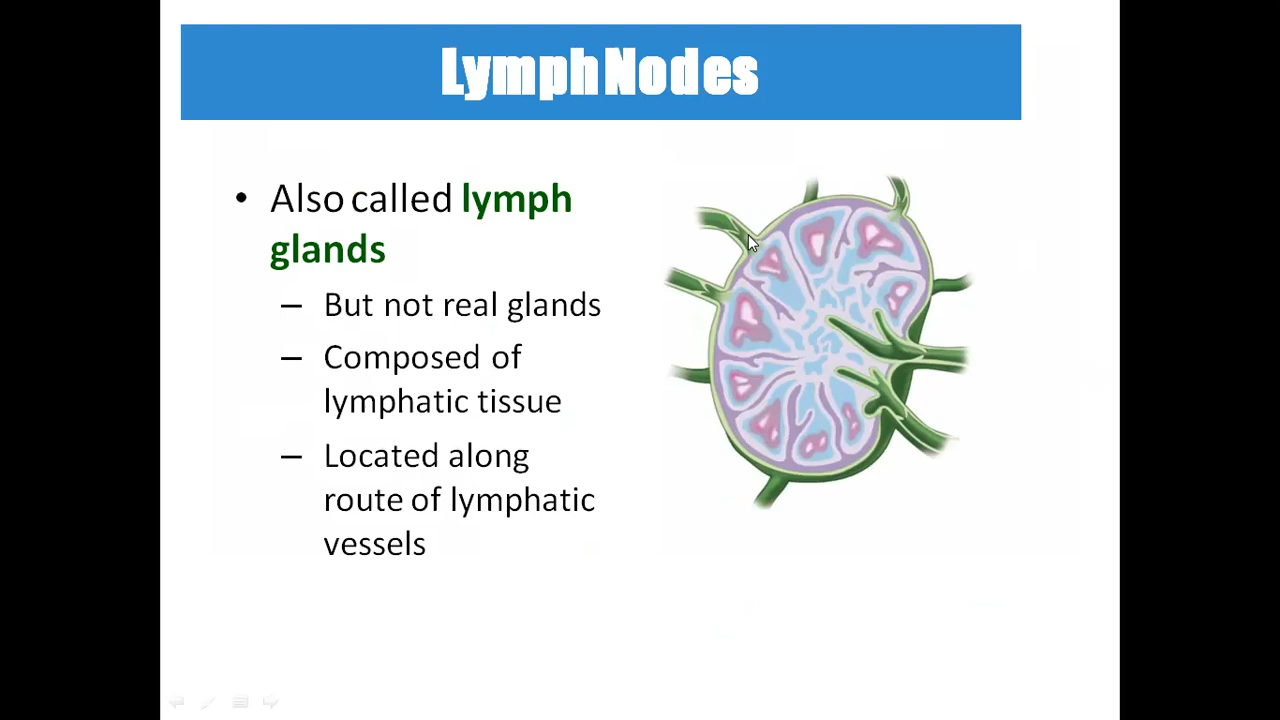 Lymph Nodes
• Also called lymph
glands
– But not real glands
– Composed of
lymphatic tissue
– Located along
route of lymphatic
vessels